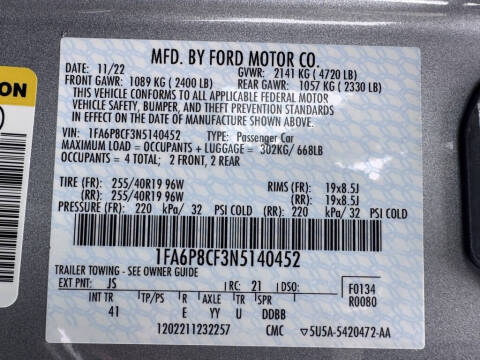 MFD. BY FORD MOTOR CO.
DATE: 11/22 GVWR: 2141 KG (4720 LB)
FRONT GAWR: 1089 KG (2400 LB) REAR GAWR: 1057 KG (2330 LB)
THIS VEHICLE CONFORMS TO ALL APPLICABLE FEDERAL MOTOR
VEHICLE SAFETY, BUMPER, AND THEFT PREVENTION STANDARDS
IN EFFECT ON THE DATE OF MANUFACTURE SHOWN ABOVE.
VIN: 1FA6P8CF3N5140452 TYPE: Passenger Car
MAXIMUM LOAD = OCCUPANTS + LUGGAGE = 302KG/ 668LB
OCCUPANTS = 4 TOTAL; 2 FRONT, 2 REAR
TIRE (FR): 255/40R19 96W RIMS (FR): 19x8.5J
(RR): 255/40R19 96W (RR): 19x8.5J
PRESSURE (FR): 220 kPa/ 32 PSI COLD (RR): 220 kPa/ 32 PSI COLD
1FA6P8CF3N5140452
TRAILER TOWING - SEE OWNER GUIDE
EXT PNT: JS RC: 21 DSO: F0134
INT TR TP/PS R AXLE TR SPR R0080
41 E U DDBB
1202211232257 CMC ▽5U5A-5420472-AA
ON